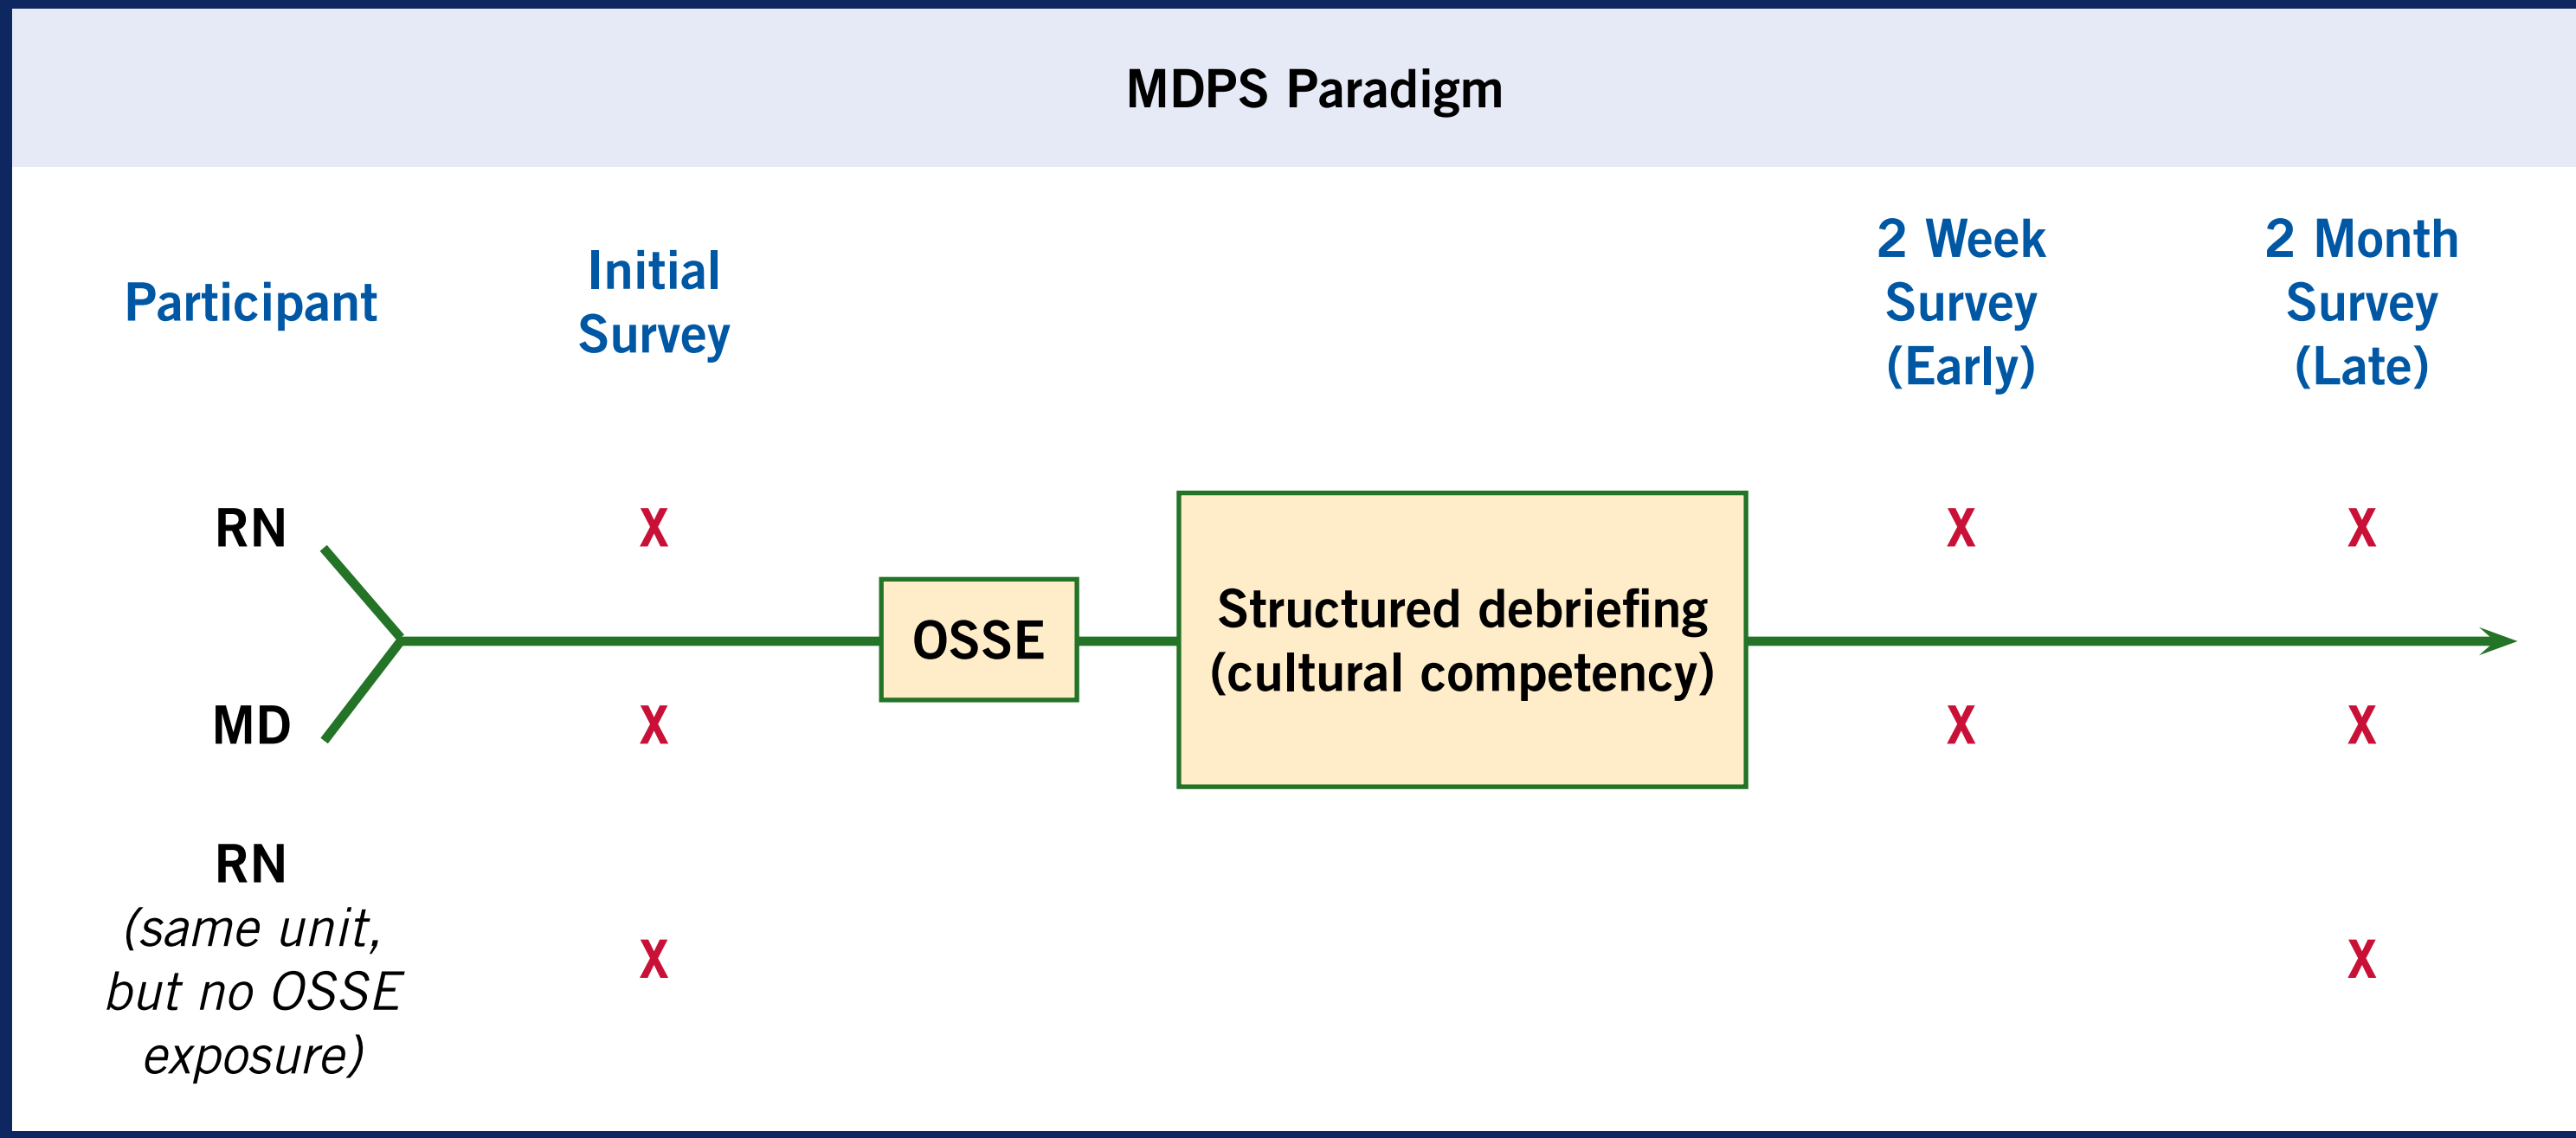 MDPS Paradigm
Participant
Initial
Survey
2 Week
Survey
(Early)
2 Month
Survey
(Late)
RN
X
X
X
OSSE
Structured debriefing
(cultural competency)
MD
X
X
X
RN
(same unit,
but no OSSE
exposure)
X
X